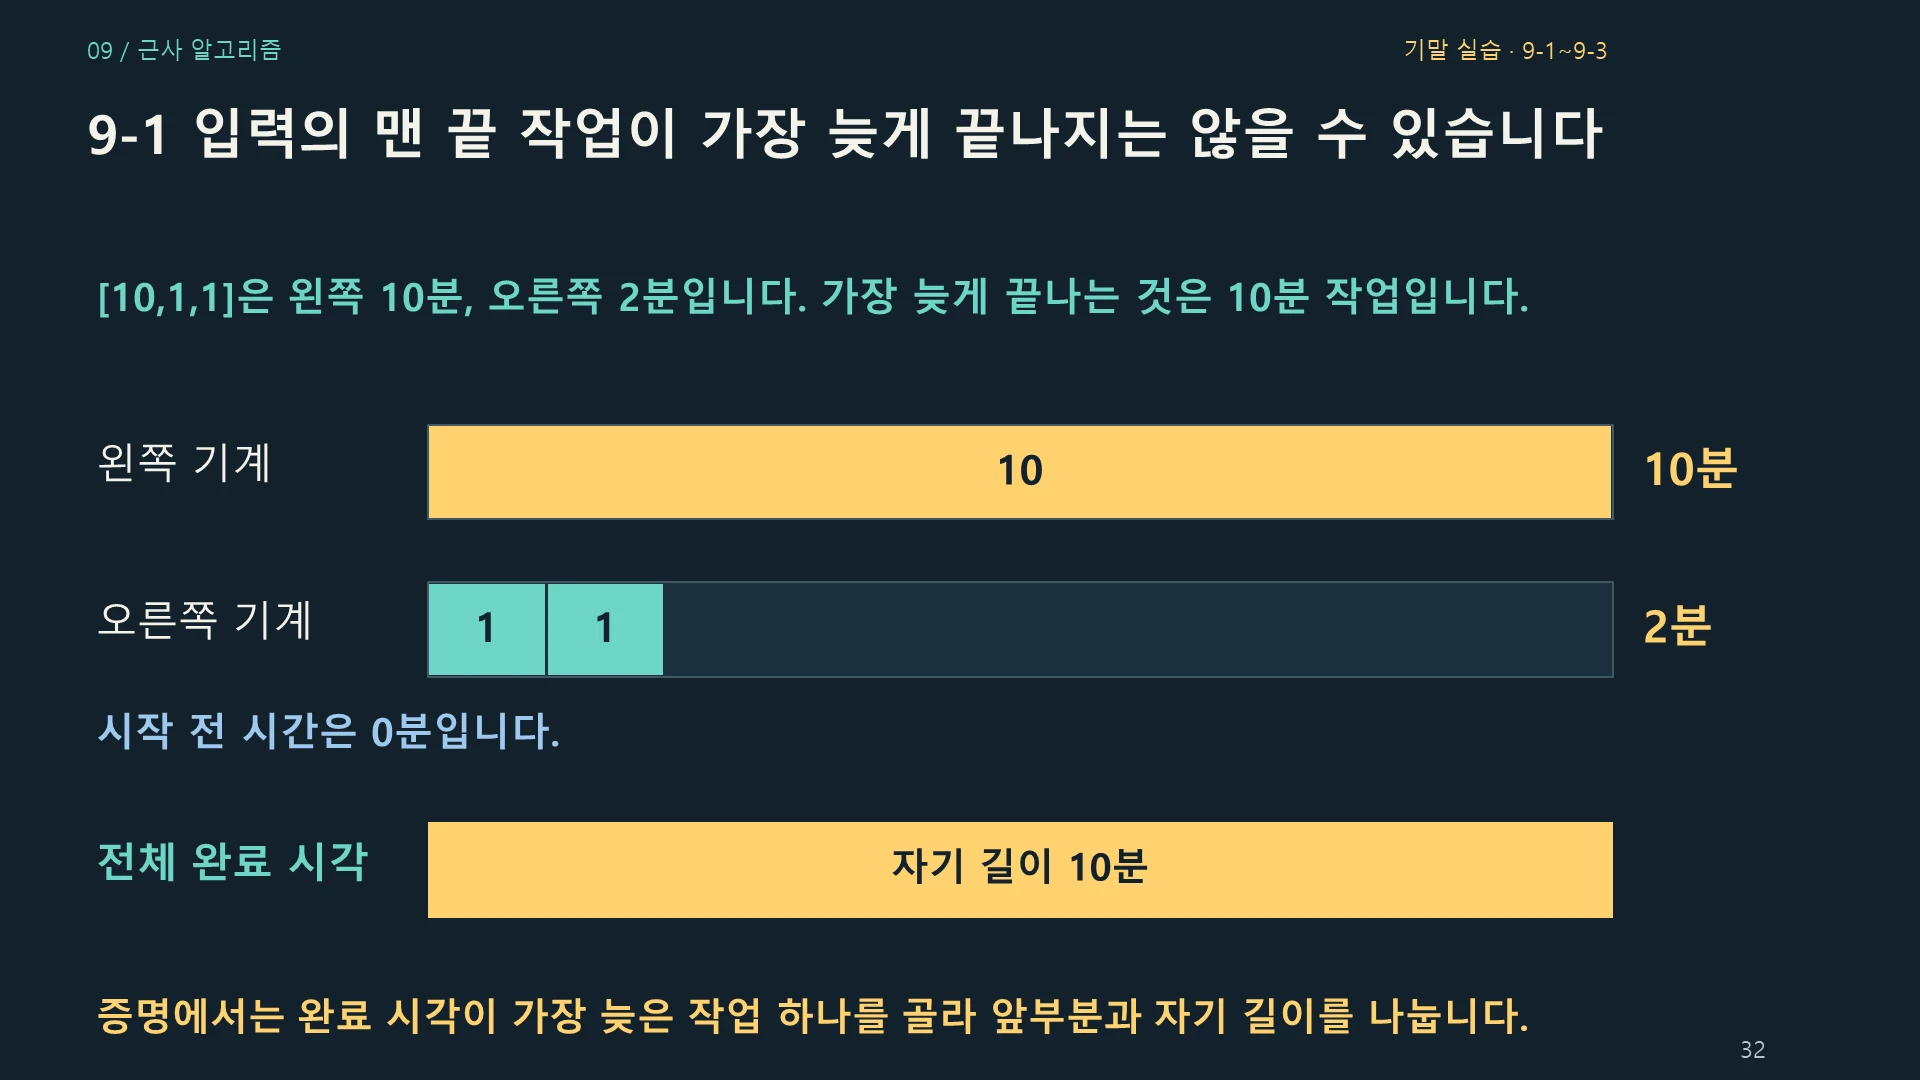 09 / 근사 알고리즘
기말 실습 · 9-1~9-3
9-1 입력의 맨 끝 작업이 가장 늦게 끝나지는 않을 수 있습니다
[10,1,1]은 왼쪽 10분, 오른쪽 2분입니다. 가장 늦게 끝나는 것은 10분 작업입니다.
왼쪽 기계
10
10분
오른쪽 기계
1
1
2분
시작 전 시간은 0분입니다.
전체 완료 시각
자기 길이 10분
증명에서는 완료 시각이 가장 늦은 작업 하나를 골라 앞부분과 자기 길이를 나눕니다.
32